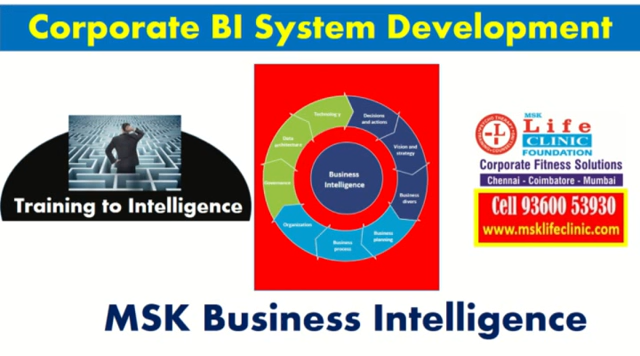 Corporate BI System Development
Training to Intelligence
Technology
Decisions
and actions
Data
architecture
Vision and
strategy
Governance
Business
Intelligence
Business
divers
Organisation
Business
planning
Business
process
MSK
Life
CLINIC
FOUNDATION
Corporate Fitness Solutions
Chennai - Coimbatore - Mumbai
Cell 93600 53930
www.msklifeclinic.com
MSK Business Intelligence